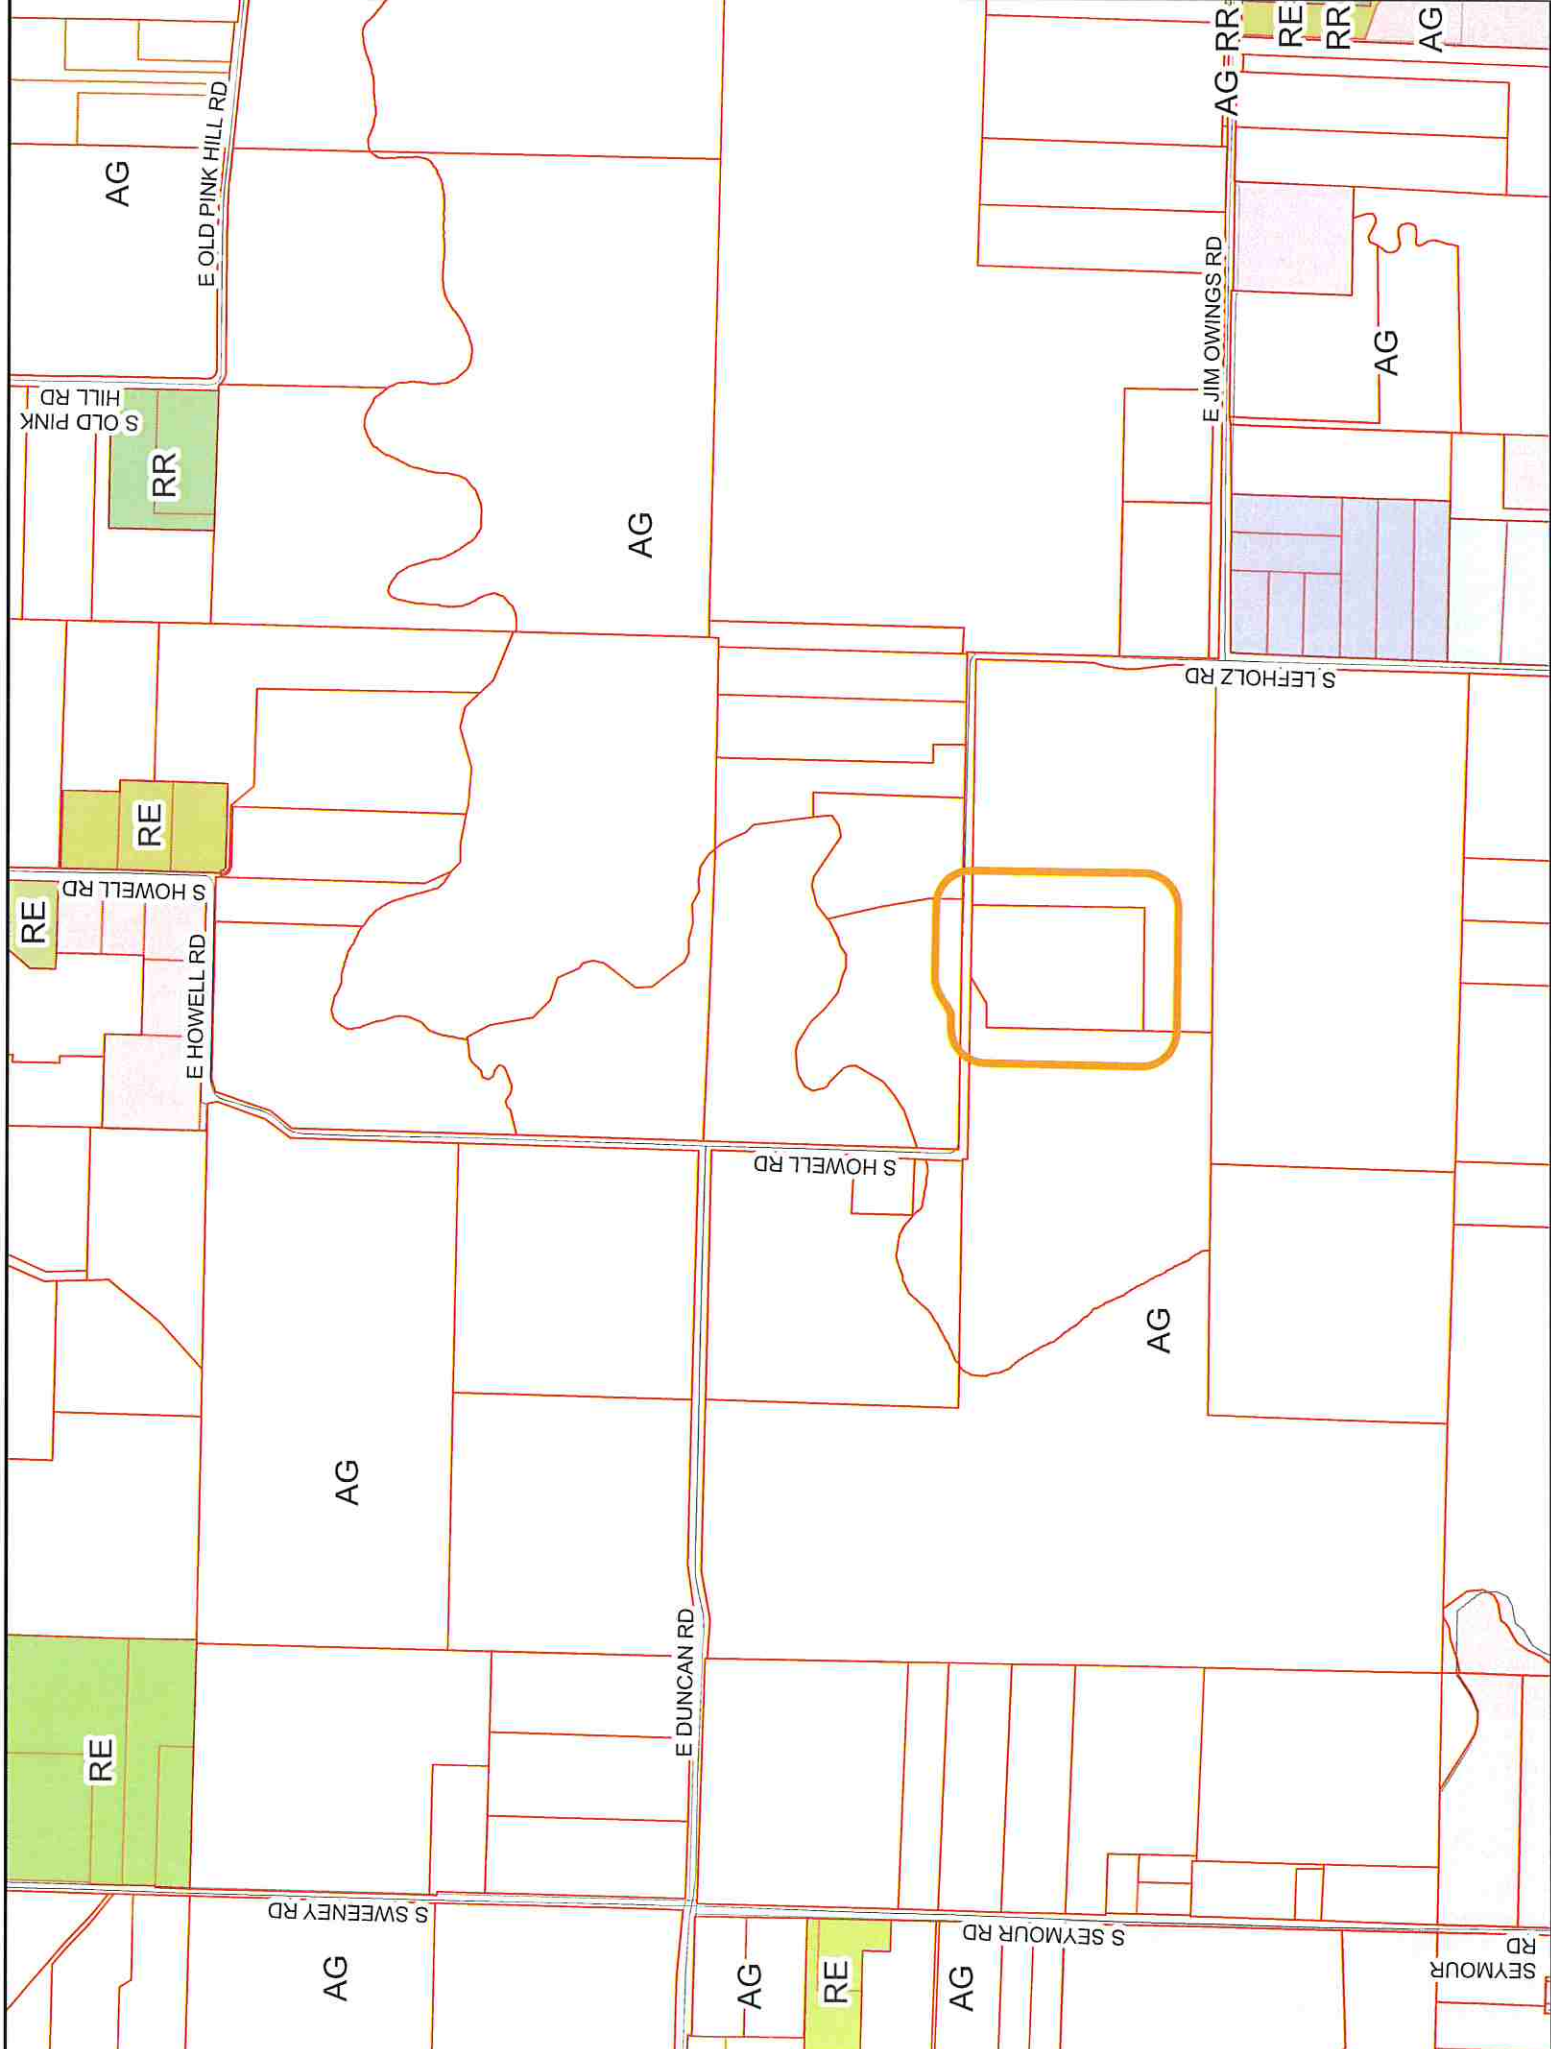 AG
E OLD PINK HILL RD
S OLD PINK
HILL RD
RR
AG
RE
S HOWELL RD
RE
E HOWELL RD
AG
RE
S SWEENEY RD
AG
E DUNCAN RD
S HOWELL RD
AG
AG
RE
AG
S SEYMOUR RD
SEYMOUR
RD
S LEFHOLZ RD
E JIM OWINGS RD
AG
AG
RR
RE
RR
AG